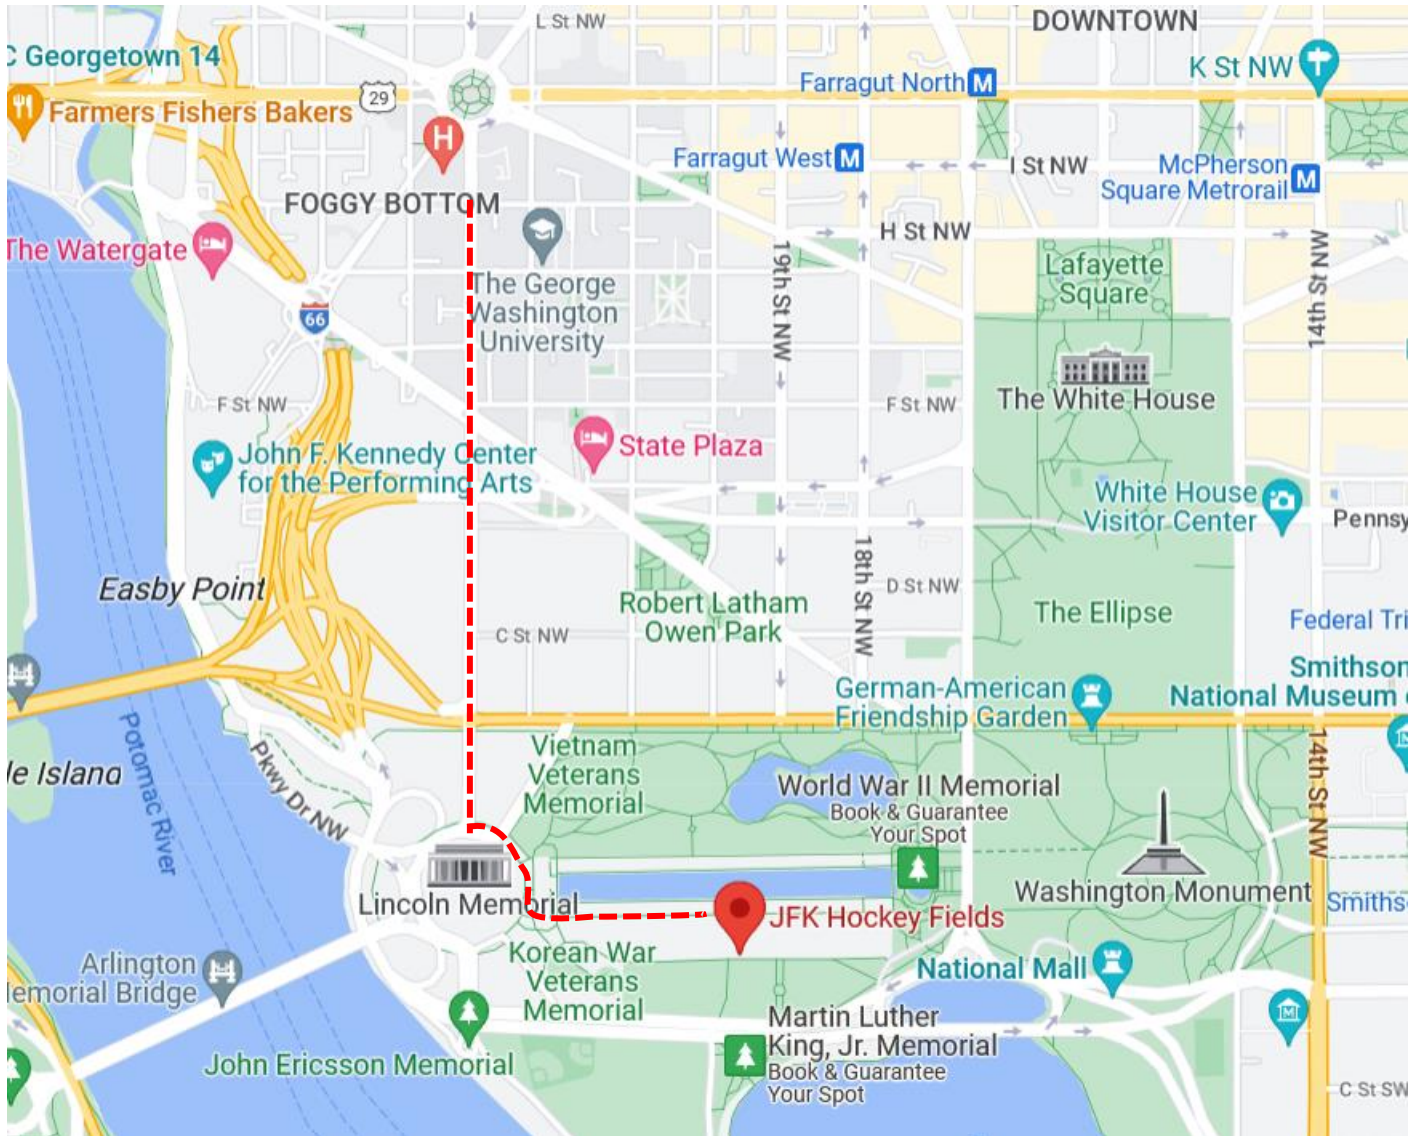 DOWNTOWN
L St NW
C Georgetown 14
K St NW
Farragut North M
29
Farmers Fishers Bakers
H
Farragut West M
I St NW
McPherson
Square Metrorail M
FOGGY BOTTOM
The Watergate
H St NW
19th St NW
14th St NW
Lafayette
Square
The George
Washington
University
66
The White House
F St NW
F St NW
State Plaza
John F. Kennedy Center
for the Performing Arts
White House
Visitor Center
Pennsy
18th St NW
Easby Point
D St NW
Robert Latham
Owen Park
The Ellipse
C St NW
Federal Tri
Smithson
National Museum
German-American
Friendship Garden
Potomac River
Pkwy Dr NW
Vietnam
Veterans
Memorial
14th St NW
le Island
World War II Memorial
Book & Guarantee
Your Spot
Lincoln Memorial
Washington Monument
Smiths
JFK Hockey Fields
Korean War
Veterans
Memorial
Arlington
emorial Bridge
National Mall
Martin Luther
King, Jr. Memorial
Book & Guarantee
Your Spot
John Ericsson Memorial
C St SW